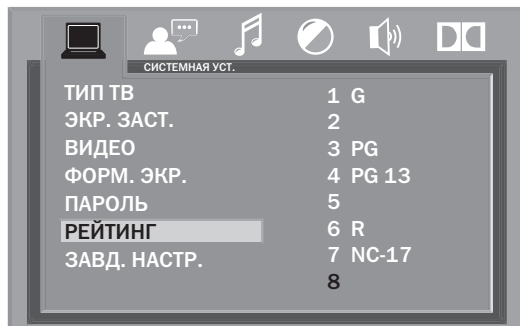 СИСТЕМНАЯ УСТ.
ТИП ТВ 1 G
ЭКР. ЗАСТ. 2
ВИДЕО 3 PG
ФОРМ. ЭКР. 4 PG 13
ПАРОЛЬ 5
РЕЙТИНГ 6 R
ЗАВД. НАСТР. 7 NC-17
8